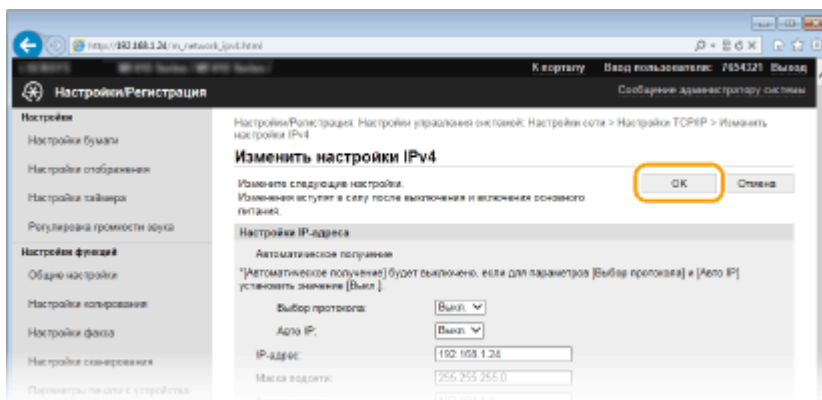 http://192.168.1.24/m_network_ipv4.html
К порталу Ввод пользователя: 7654321 Выход
Настройки/Регистрация
Сообщение администратору системы
Настройки
Настройки бумаги
Настройки отображения
Настройки таймера
Регулировка громкости звука
Настройки функций
Общие настройки
Настройки копирования
Настройки факса
Настройки сканирования
Параметры печати с устройства
Настройки/Регистрация: Настройки управления системой: Настройки сети > Настройки TCP/IP > Изменить
настройки IPv4
Изменить настройки IPv4
Измените следующие настройки.
Изменения вступят в силу после выключения и включения основного
питания.
OK Отмена
Настройки IP-адреса
Автоматическое получение
*[Автоматическое получение] будет выключено, если для параметров [Выбор протокола] и [Авто IP]
установить значение [Выкл.].
Выбор протокола: Выкл.
Авто IP: Выкл.
IP-адрес: 192.168.1.24
Маска подсети: 255.255.255.0